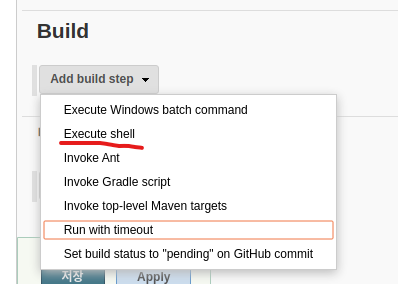 Build
Add build step
Execute Windows batch command
Execute shell
Invoke Ant
Invoke Gradle script
Invoke top-level Maven targets
Run with timeout
Set build status to "pending" on GitHub commit
저장 Apply